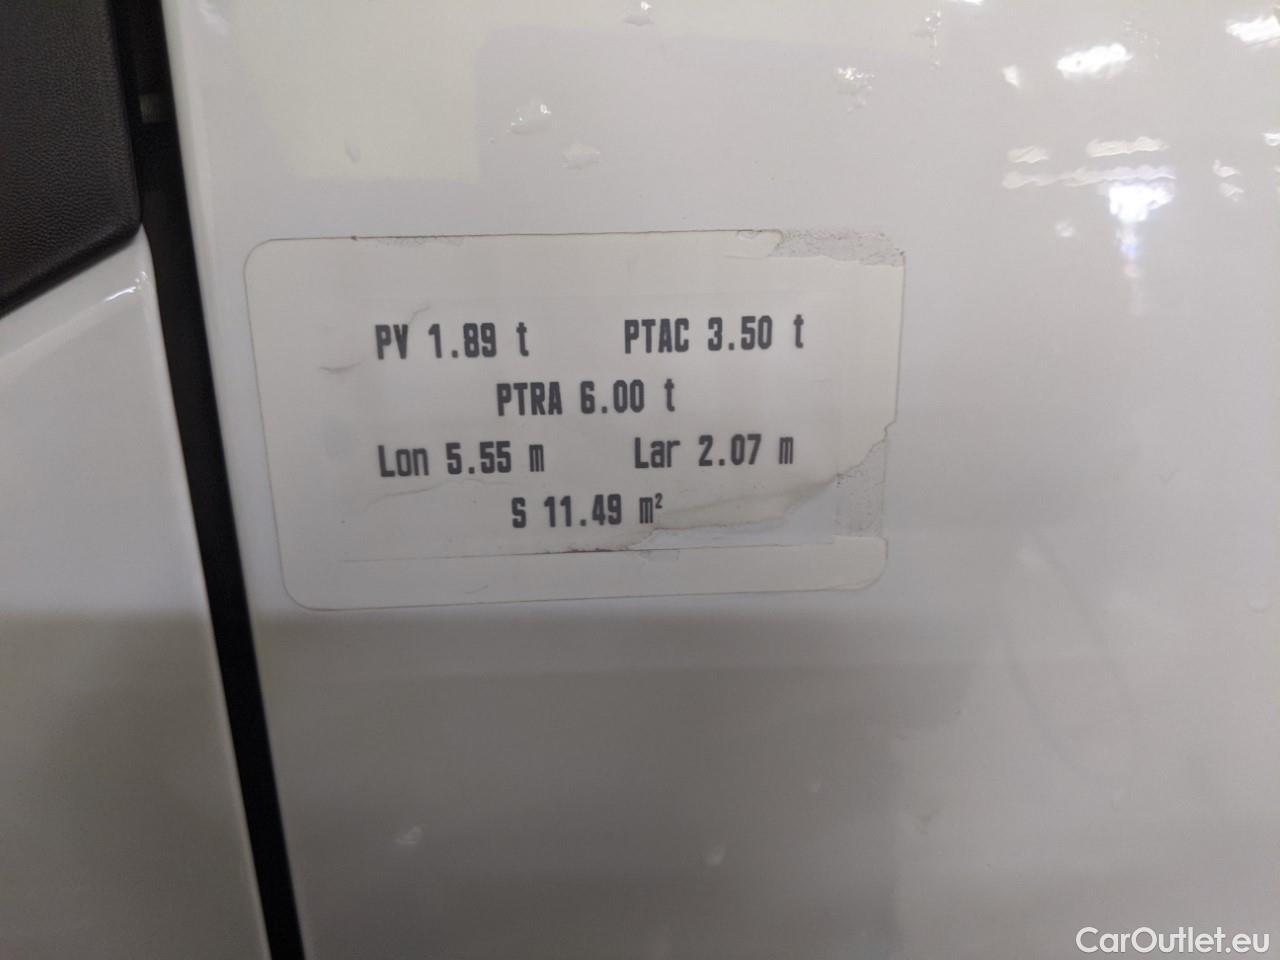 PV 1.89 t PTAC 3.50 t
PTRA 6.00 t
Lon 5.55 m Lar 2.07 m
S 11.49 m²
CarOutlet.eu